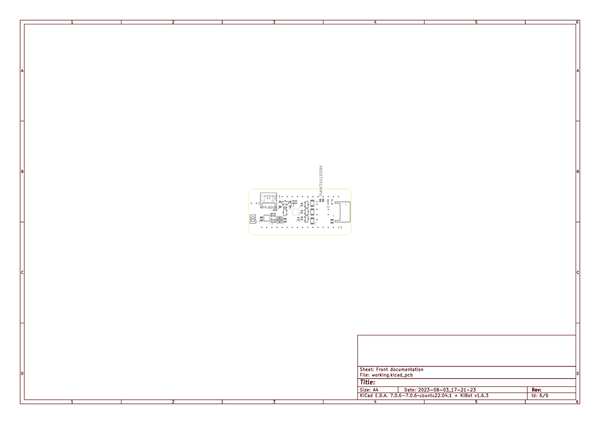 1 2 3 4 5 6
A A
B B
C C
D D
Sheet: Front documentation
File: working.kicad_pcb
Title:
Size: A4 Date: 2023-08-03_17-21-23 Rev:
KiCad E.D.A. 7.0.6-7.0.6~ubuntu22.04.1 + KiBot v1.6.3 Id: 6/6
1 2 3 4 5 6